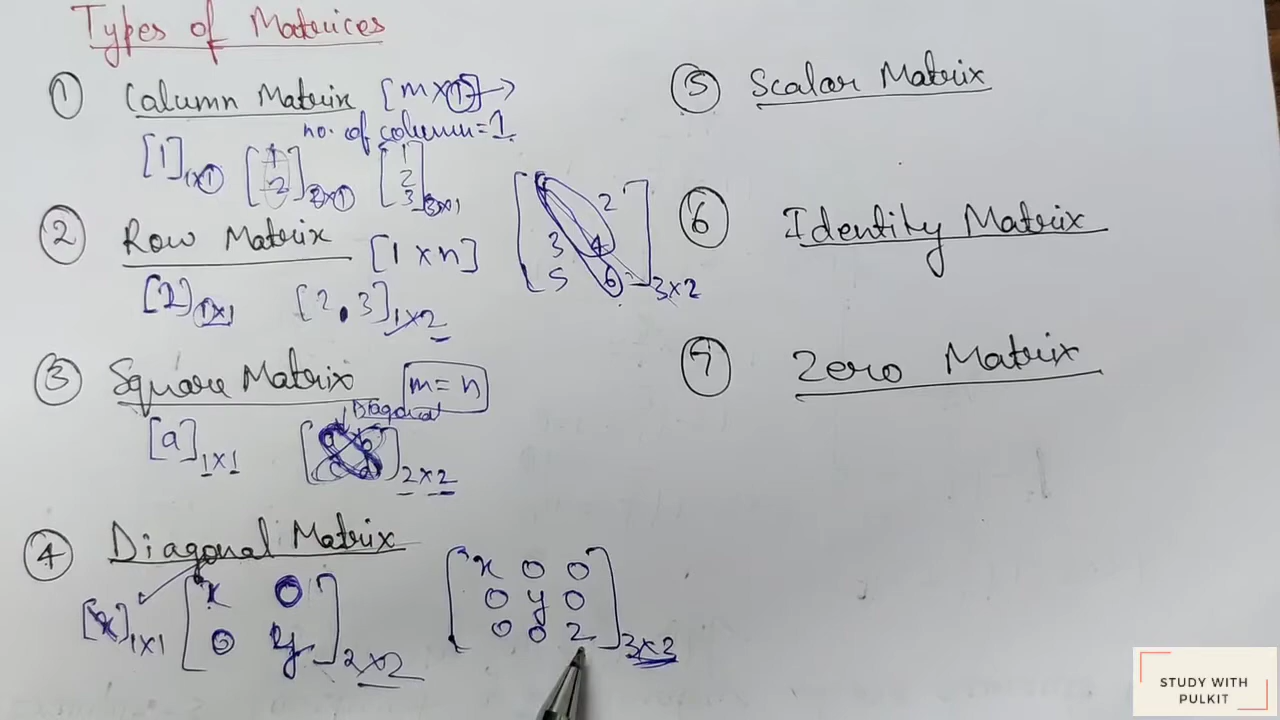 Types of Matrices
① Column Matrix [m×1]→
no. of column=1
[1]1×1 [1 2]2×1 [1 2 3]3×1
② Row Matrix [1×n]
[2]1×1 [2, 3]1×2
2
3 4
5 6 3×2
③ Square Matrix m=n
Diagonal
[a]1×1 2×2
④ Diagonal Matrix
[x]1×1
x 0
0 y 2×2
x 0 0
0 y 0
0 0 z 3×3
⑤ Scalar Matrix
⑥ Identity Matrix
⑦ Zero Matrix
STUDY WITH
PULKIT